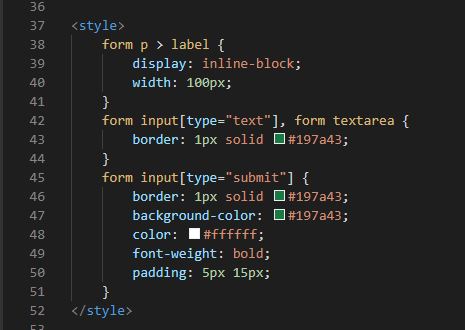 36
37 <style>
38 form p > label {
39 display: inline-block;
40 width: 100px;
41 }
42 form input[type="text"], form textarea {
43 border: 1px solid #197a43;
44 }
45 form input[type="submit"] {
46 border: 1px solid #197a43;
47 background-color: #197a43;
48 color: #ffffff;
49 font-weight: bold;
50 padding: 5px 15px;
51 }
52 </style>
53